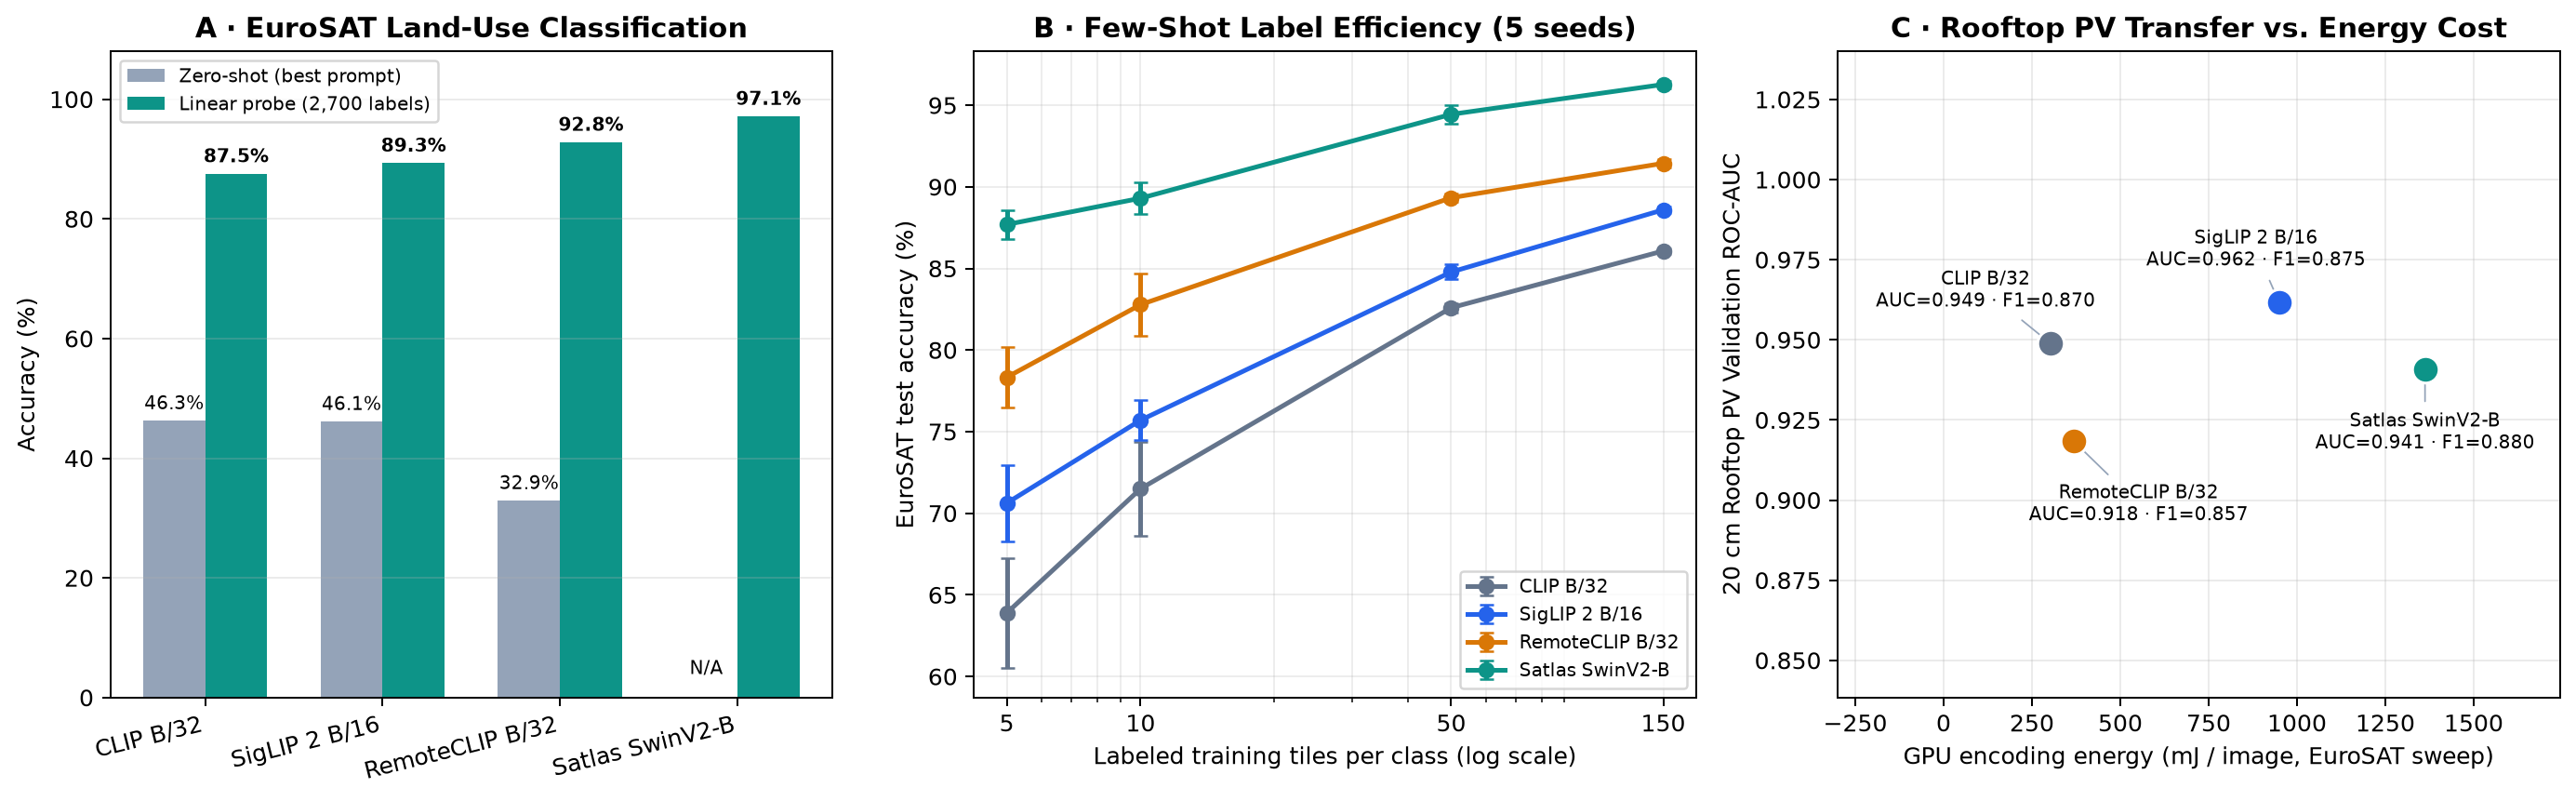 A · EuroSAT Land-Use Classification
Zero-shot (best prompt)
Linear probe (2,700 labels)
Accuracy (%)
100
80
60
40
20
0
46.3%
87.5%
46.1%
89.3%
32.9%
92.8%
N/A
97.1%
CLIP B/32
SigLIP 2 B/16
RemoteCLIP B/32
Satlas SwinV2-B
B · Few-Shot Label Efficiency (5 seeds)
EuroSAT test accuracy (%)
95
90
85
80
75
70
65
60
CLIP B/32
SigLIP 2 B/16
RemoteCLIP B/32
Satlas SwinV2-B
5
10
50
150
Labeled training tiles per class (log scale)
C · Rooftop PV Transfer vs. Energy Cost
20 cm Rooftop PV Validation ROC-AUC
1.025
1.000
0.975
0.950
0.925
0.900
0.875
0.850
SigLIP 2 B/16
AUC=0.962 · F1=0.875
CLIP B/32
AUC=0.949 · F1=0.870
Satlas SwinV2-B
AUC=0.941 · F1=0.880
RemoteCLIP B/32
AUC=0.918 · F1=0.857
−250
0
250
500
750
1000
1250
1500
GPU encoding energy (mJ / image, EuroSAT sweep)